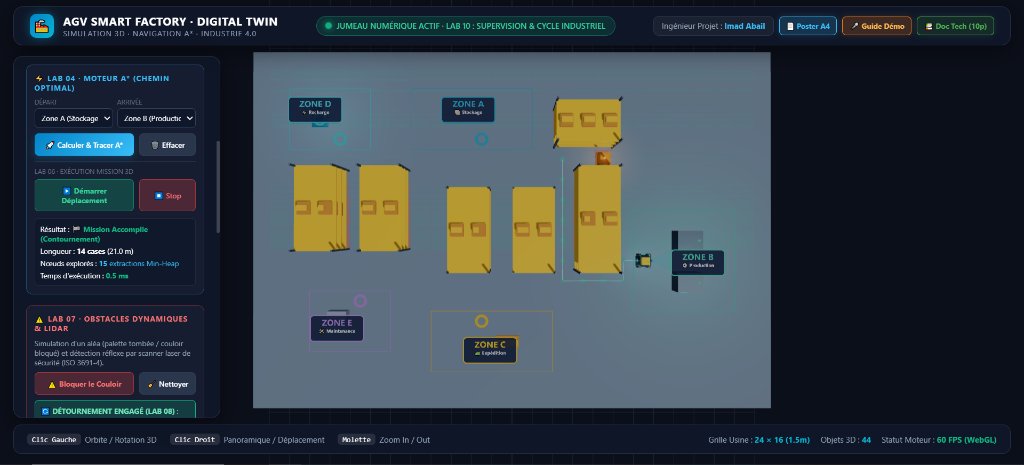 AGV SMART FACTORY · DIGITAL TWIN
SIMULATION 3D · NAVIGATION A* · INDUSTRIE 4.0
JUMEAU NUMÉRIQUE ACTIF · LAB 10 : SUPERVISION & CYCLE INDUSTRIEL
Ingénieur Projet : Imad Abail
Poster A4
Guide Démo
Doc Tech (10p)
LAB 04 · MOTEUR A* (CHEMIN
OPTIMAL)
DÉPART
ARRIVÉE
Zone A (Stockage
Zone B (Productic
Calculer & Tracer A*
Effacer
LAB 06 · EXÉCUTION MISSION 3D
Démarrer
Déplacement
Stop
Résultat : Mission Accomplie
(Contournement)
Longueur : 14 cases (21.0 m)
Nœuds explorés : 15 extractions Min-Heap
Temps d'exécution : 0.5 ms
LAB 07 · OBSTACLES DYNAMIQUES
& LIDAR
Simulation d'un aléa (palette tombée / couloir
bloqué) et détection réflexe par scanner laser de
sécurité (ISO 3691-4).
Bloquer le Couloir
Nettoyer
DÉTOURNEMENT ENGAGÉ (LAB 08) :
ZONE D
Recharge
ZONE A
Stockage
ZONE B
Production
ZONE E
Maintenance
ZONE C
Expédition
Clic Gauche Orbite / Rotation 3D
Clic Droit Panoramique / Déplacement
Molette Zoom In / Out
Grille Usine : 24 × 16 (1.5m)
Objets 3D : 44
Statut Moteur : 60 FPS (WebGL)